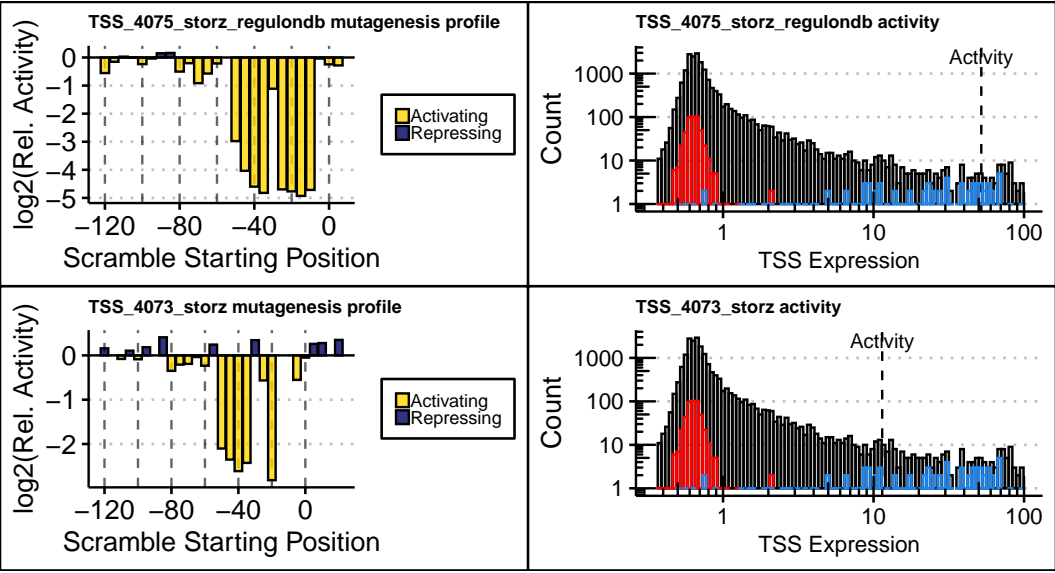 TSS_4075_storz_regulondb mutagenesis profile
log2(Rel. Activity)
0
−1
−2
−3
−4
−5
−120
−80
−40
0
Scramble Starting Position
Activating
Repressing
TSS_4075_storz_regulondb activity
Activity
Count
1000
100
10
1
1
10
100
TSS Expression
TSS_4073_storz mutagenesis profile
log2(Rel. Activity)
0
−1
−2
−120
−80
−40
0
Scramble Starting Position
Activating
Repressing
TSS_4073_storz activity
Activity
Count
1000
100
10
1
1
10
100
TSS Expression